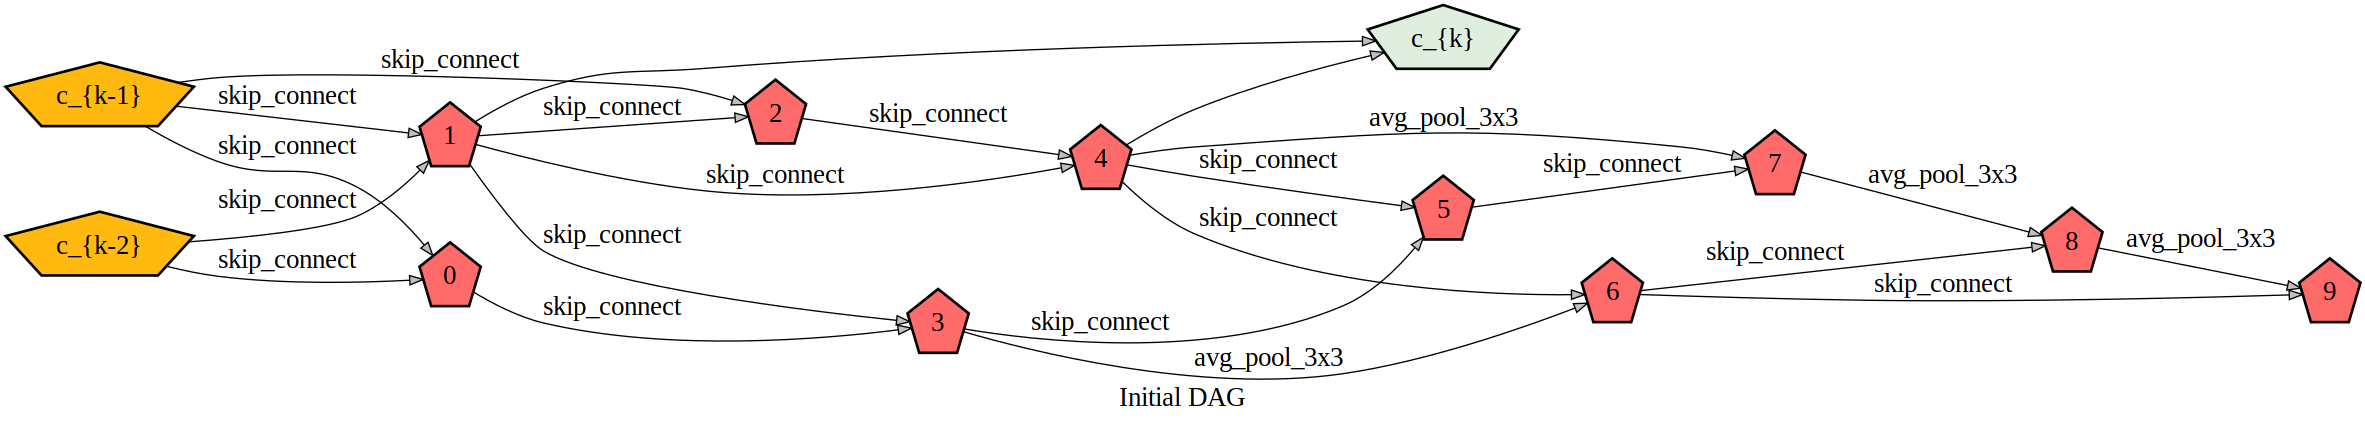 c_{k}
skip_connect
c_{k-1}
skip_connect
skip_connect
2
skip_connect
avg_pool_3x3
1
skip_connect
4
skip_connect
skip_connect
7
skip_connect
avg_pool_3x3
skip_connect
5
skip_connect
c_{k-2}
skip_connect
8
avg_pool_3x3
skip_connect
skip_connect
0
skip_connect
6
skip_connect
9
skip_connect
3
skip_connect
avg_pool_3x3
Initial DAG